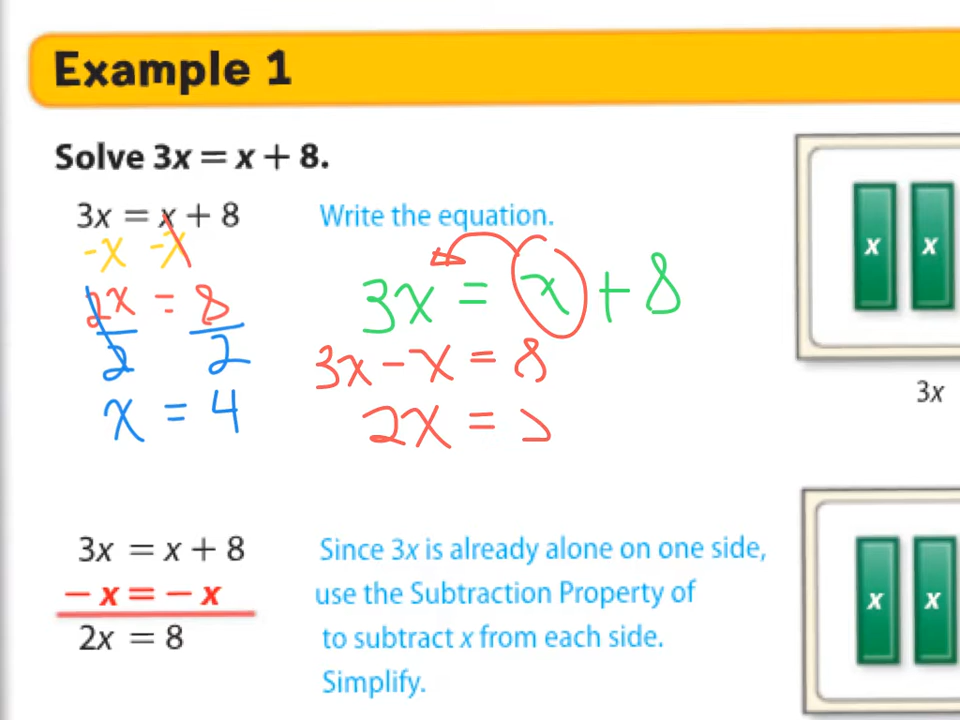 Example 1
Solve 3x = x + 8.
3x = x + 8 Write the equation.
-x -x
2x = 8
2 2
x = 4
3x = x + 8
3x - x = 8
2x =
x x
3x
3x = x + 8 Since 3x is already alone on one side,
- x = - x use the Subtraction Property of
2x = 8 to subtract x from each side.
Simplify.
x x